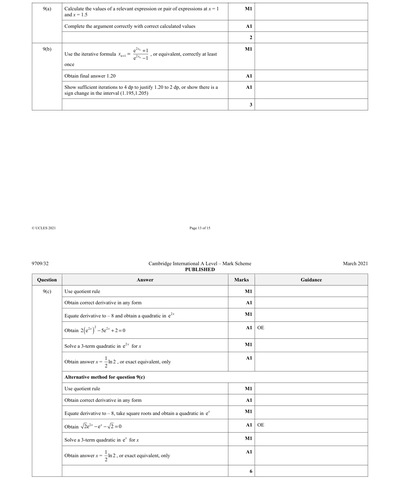 9(a) Calculate the values of a relevant expression or pair of expressions at x = 1 M1
and x = 1.5
Complete the argument correctly with correct calculated values A1
2
9(b) Use the iterative formula xₙ₊₁ = (e^(2xₙ) + 1)/(e^(2xₙ) − 1), or equivalent, correctly at least M1
once
Obtain final answer 1.20 A1
Show sufficient iterations to 4 dp to justify 1.20 to 2 dp, or show there is a A1
sign change in the interval (1.195,1.205)
3
© UCLES 2021 Page 15 of
9709/32 Cambridge International A Level – Mark Scheme March 2021
PUBLISHED
Question Answer Marks Guidance
9(c) Use quotient rule M1
Obtain correct derivative in any form A1
Equate derivative to – 8 and obtain a quadratic in e^(2x) M1
Obtain 2(e^(2x))² − 5e^(2x) + 2 = 0 A1 OE
Solve a 3-term quadratic in e^(2x) for x M1
Obtain answer x = 1/2 ln 2 , or exact equivalent, only A1
Alternative method for question 9(c)
Use quotient rule M1
Obtain correct derivative in any form A1
Equate derivative to – 8, take square roots and obtain a quadratic in e^x M1
Obtain √2e^(2x) − e^x − √2 = 0 A1 OE
Solve a 3-term quadratic in e^x for x M1
Obtain answer x = 1/2 ln 2 , or exact equivalent, only A1
6